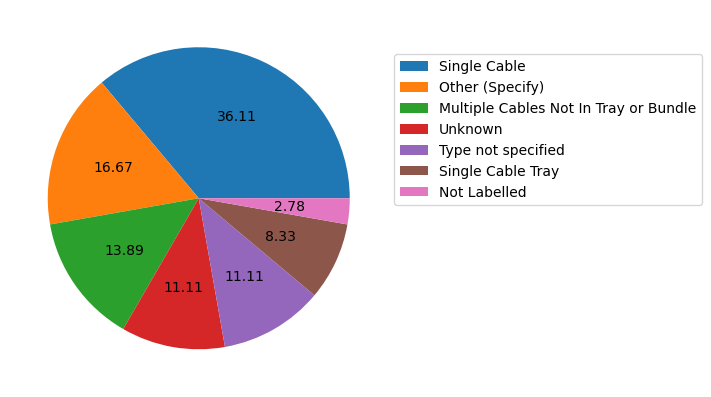 36.11
16.67
13.89
11.11
11.11
8.33
2.78
Single Cable
Other (Specify)
Multiple Cables Not In Tray or Bundle
Unknown
Type not specified
Single Cable Tray
Not Labelled